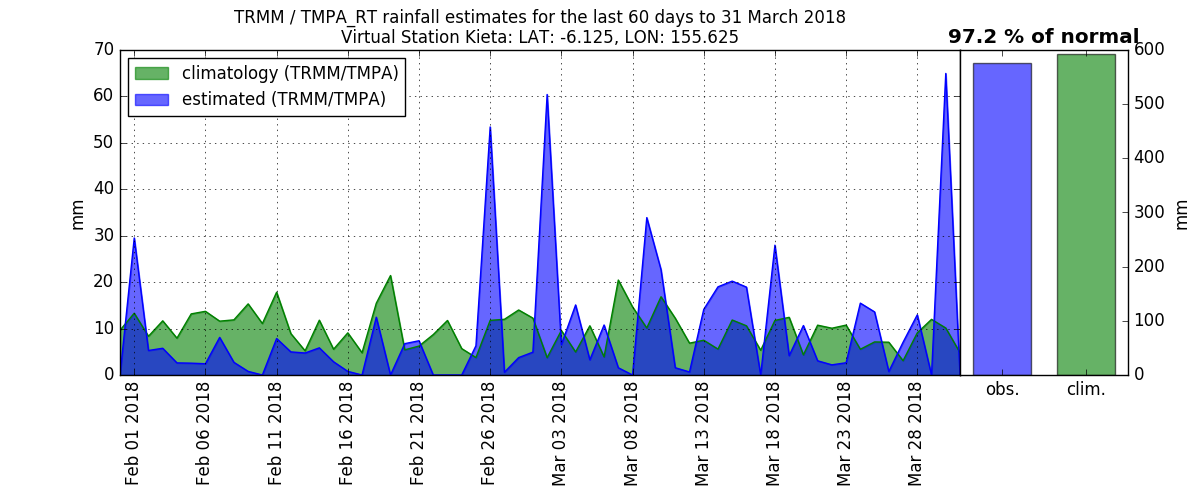 TRMM / TMPA_RT rainfall estimates for the last 60 days to 31 March 2018
Virtual Station Kieta: LAT: -6.125, LON: 155.625
97.2 % of normal
climatology (TRMM/TMPA)
estimated (TRMM/TMPA)
mm
70
60
50
40
30
20
10
0
Feb 01 2018
Feb 06 2018
Feb 11 2018
Feb 16 2018
Feb 21 2018
Feb 26 2018
Mar 03 2018
Mar 08 2018
Mar 13 2018
Mar 18 2018
Mar 23 2018
Mar 28 2018
obs.
clim.
600
500
400
300
200
100
0
mm